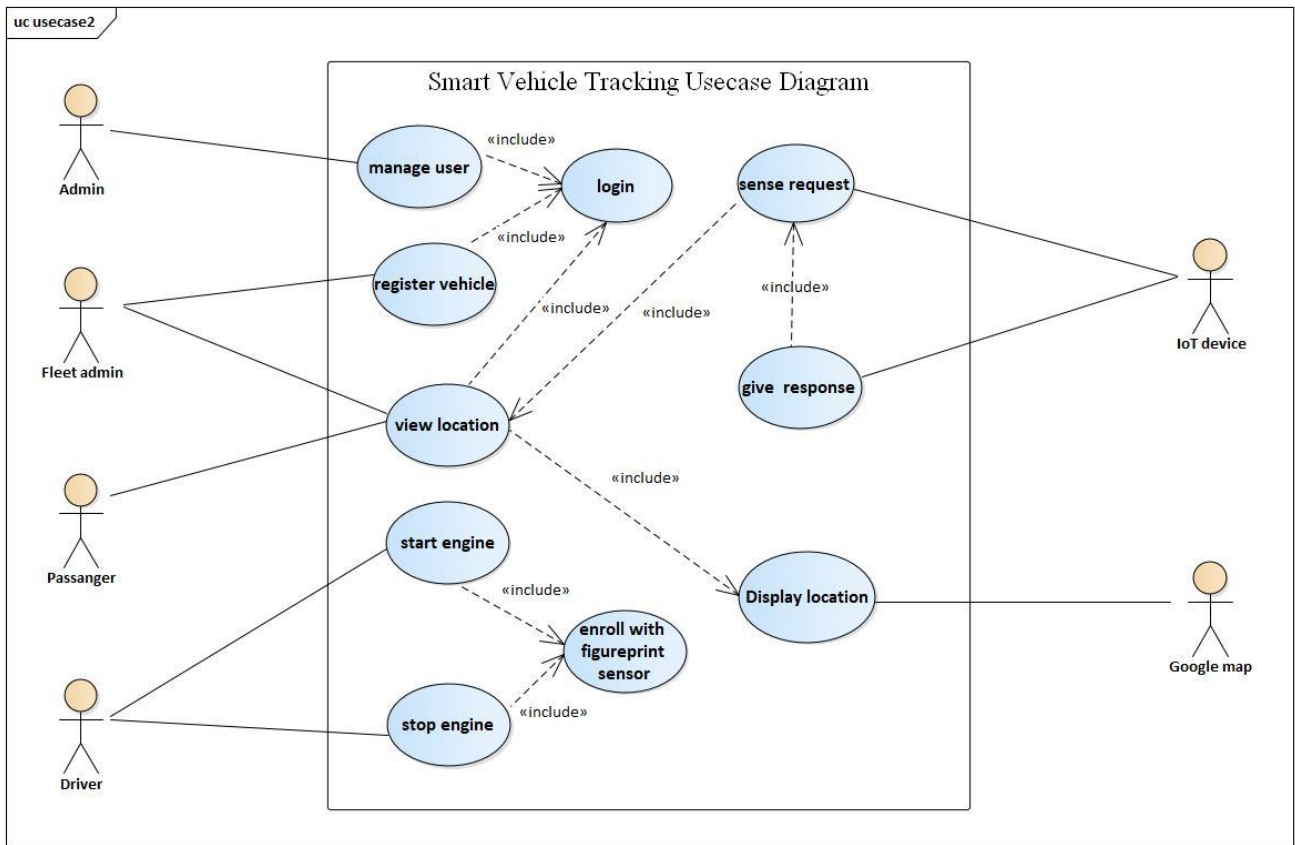 uc usecase2
Smart Vehicle Tracking Usecase Diagram
Admin
manage user
«include»
login
sense request
«include»
register vehicle
Fleet admin
«include»
«include»
«include»
IoT device
give  response
view location
«include»
Passanger
start engine
«include»
Display location
enroll with
figureprint
sensor
Google map
stop engine
«include»
Driver